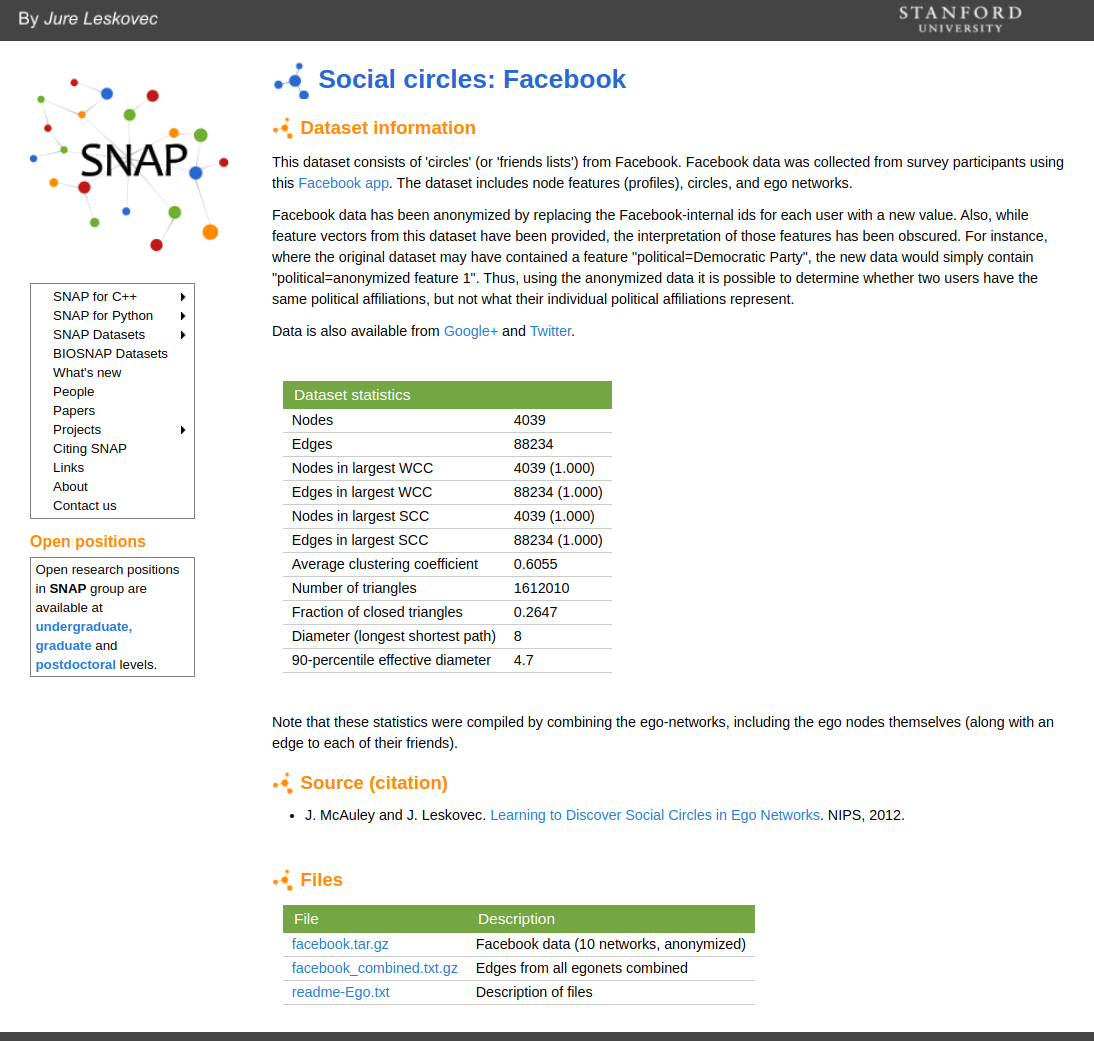 By Jure Leskovec
STANFORD
UNIVERSITY
SNAP
SNAP for C++
SNAP for Python
SNAP Datasets
BIOSNAP Datasets
What's new
People
Papers
Projects
Citing SNAP
Links
About
Contact us
Open positions
Open research positions
in SNAP group are
available at
undergraduate,
graduate and
postdoctoral levels.
Social circles: Facebook
Dataset information
This dataset consists of 'circles' (or 'friends lists') from Facebook. Facebook data was collected from survey participants using
this Facebook app. The dataset includes node features (profiles), circles, and ego networks.
Facebook data has been anonymized by replacing the Facebook-internal ids for each user with a new value. Also, while
feature vectors from this dataset have been provided, the interpretation of those features has been obscured. For instance,
where the original dataset may have contained a feature "political=Democratic Party", the new data would simply contain
"political=anonymized feature 1". Thus, using the anonymized data it is possible to determine whether two users have the
same political affiliations, but not what their individual political affiliations represent.
Data is also available from Google+ and Twitter.
Dataset statistics
Nodes 4039
Edges 88234
Nodes in largest WCC 4039 (1.000)
Edges in largest WCC 88234 (1.000)
Nodes in largest SCC 4039 (1.000)
Edges in largest SCC 88234 (1.000)
Average clustering coefficient 0.6055
Number of triangles 1612010
Fraction of closed triangles 0.2647
Diameter (longest shortest path) 8
90-percentile effective diameter 4.7
Note that these statistics were compiled by combining the ego-networks, including the ego nodes themselves (along with an
edge to each of their friends).
Source (citation)
• J. McAuley and J. Leskovec. Learning to Discover Social Circles in Ego Networks. NIPS, 2012.
Files
File Description
facebook.tar.gz Facebook data (10 networks, anonymized)
facebook_combined.txt.gz Edges from all egonets combined
readme-Ego.txt Description of files